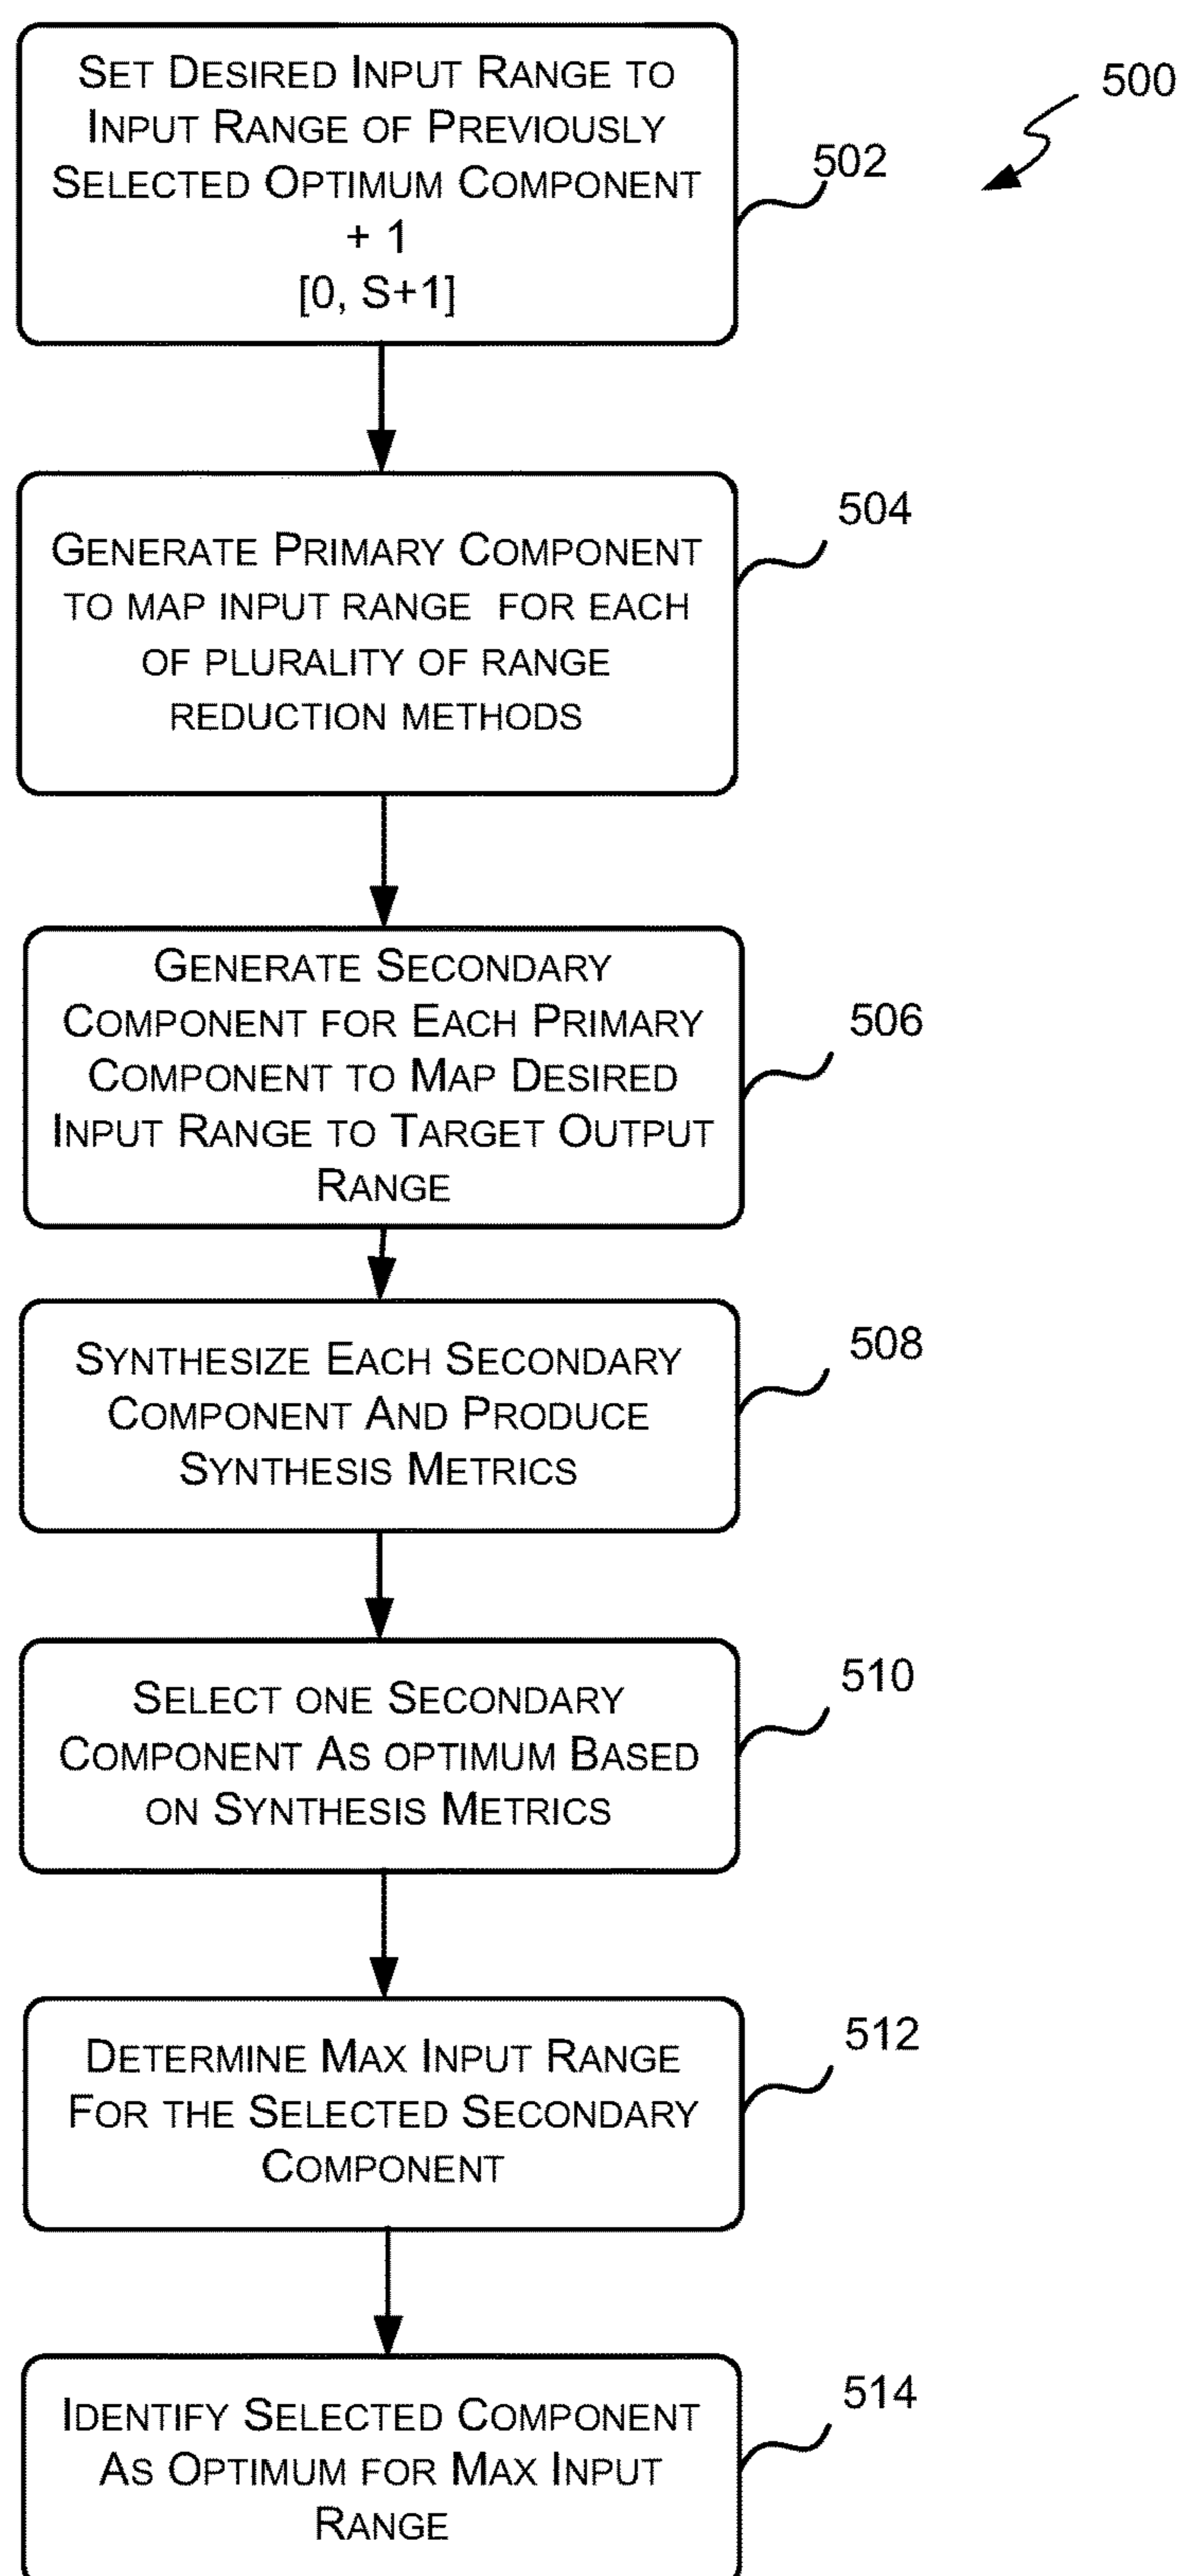 SET DESIRED INPUT RANGE TO
INPUT RANGE OF PREVIOUSLY
SELECTED OPTIMUM COMPONENT
+ 1
[0, S+1]
500
502
GENERATE PRIMARY COMPONENT
TO MAP INPUT RANGE FOR EACH
OF PLURALITY OF RANGE
REDUCTION METHODS
504
GENERATE SECONDARY
COMPONENT FOR EACH PRIMARY
COMPONENT TO MAP DESIRED
INPUT RANGE TO TARGET OUTPUT
RANGE
506
SYNTHESIZE EACH SECONDARY
COMPONENT AND PRODUCE
SYNTHESIS METRICS
508
SELECT ONE SECONDARY
COMPONENT AS OPTIMUM BASED
ON SYNTHESIS METRICS
510
DETERMINE MAX INPUT RANGE
FOR THE SELECTED SECONDARY
COMPONENT
512
IDENTIFY SELECTED COMPONENT
AS OPTIMUM FOR MAX INPUT
RANGE
514